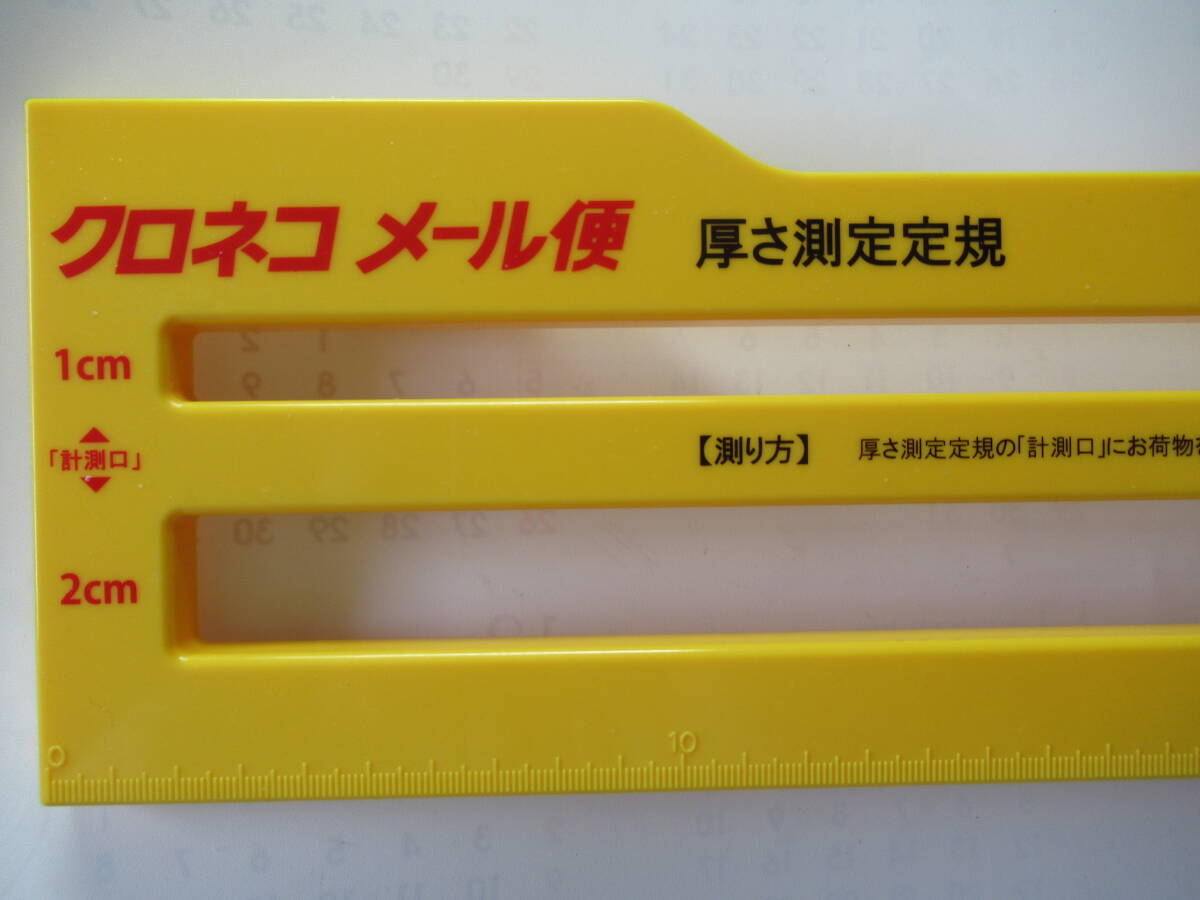 クロネコ メール便 厚さ測定定規
1cm
「計測口」
【測り方】 厚さ測定定規の「計測口」にお荷物
2cm
0 10